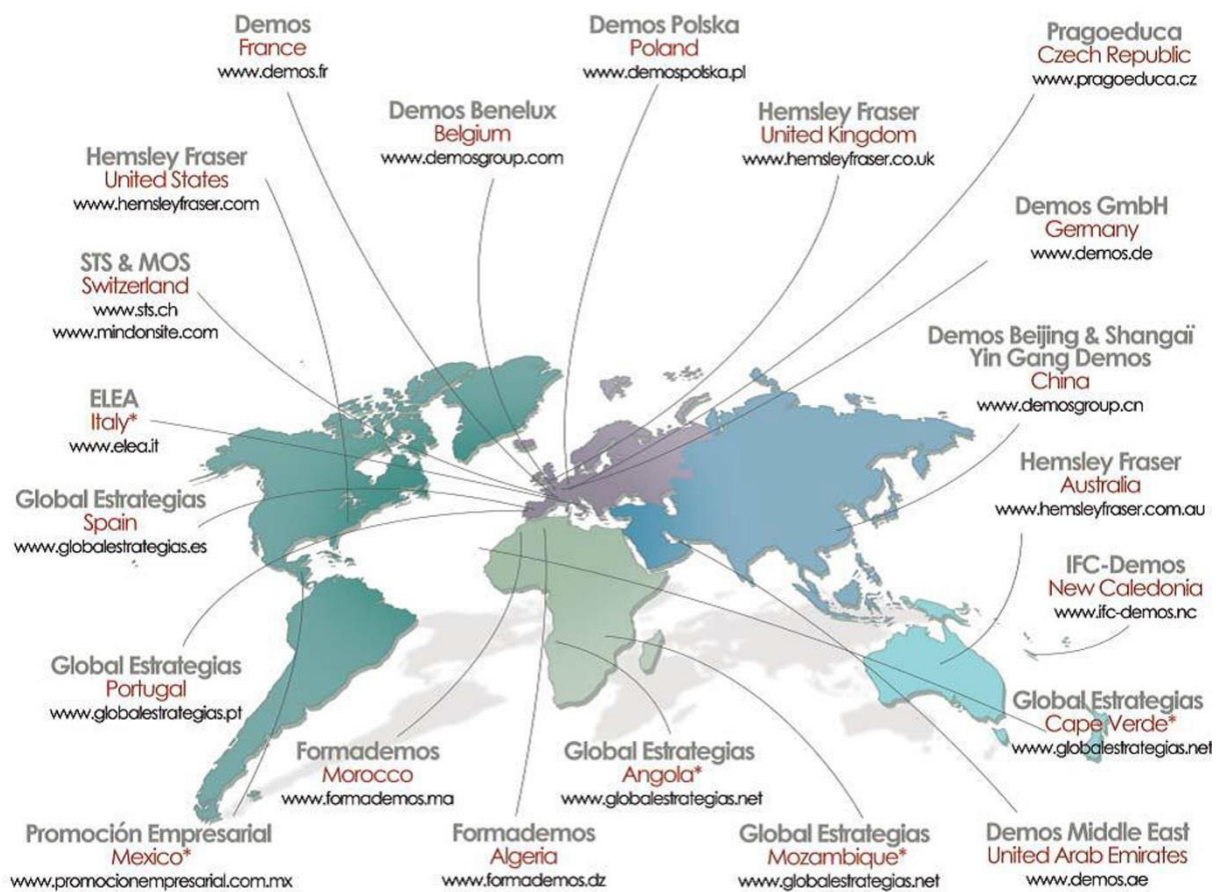 Demos
France
www.demos.fr
Demos Polska
Poland
www.demospolska.pl
Pragoeduca
Czech Republic
www.pragoeduca.cz
Demos Benelux
Belgium
www.demosgroup.com
Hemsley Fraser
United Kingdom
www.hemsleyfraser.co.uk
Hemsley Fraser
United States
www.hemsleyfraser.com
Demos GmbH
Germany
www.demos.de
STS & MOS
Switzerland
www.sts.ch
www.mindonsite.com
Demos Beijing & Shangaï
Yin Gang Demos
China
www.demosgroup.cn
ELEA
Italy*
www.elea.it
Hemsley Fraser
Australia
www.hemsleyfraser.com.au
Global Estrategias
Spain
www.globalestrategias.es
IFC-Demos
New Caledonia
www.ifc-demos.nc
Global Estrategias
Portugal
www.globalestrategias.pt
Global Estrategias
Cape Verde*
www.globalestrategias.net
Formademos
Morocco
www.formademos.ma
Global Estrategias
Angola*
www.globalestrategias.net
Promoción Empresarial
Mexico*
www.promocionempresarial.com.mx
Formademos
Algeria
www.formademos.dz
Global Estrategias
Mozambique*
www.globalestrategias.net
Demos Middle East
United Arab Emirates
www.demos.ae